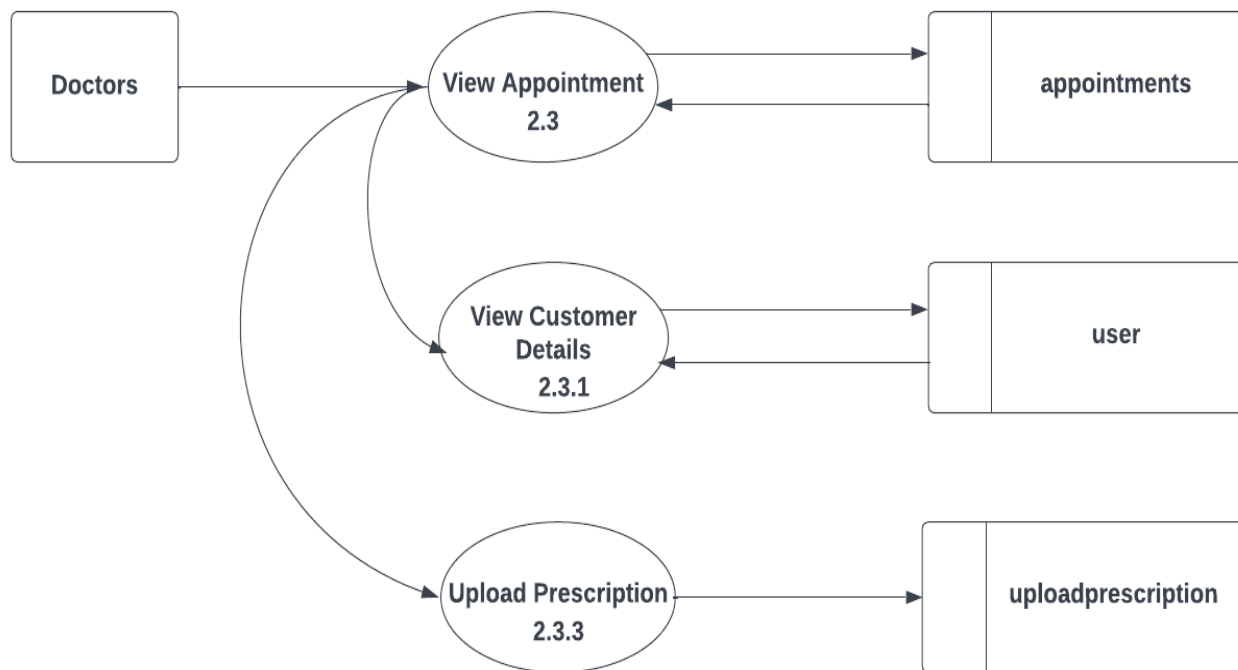 Doctors
View Appointment
2.3
appointments
View Customer
Details
2.3.1
user
Upload Prescription
2.3.3
uploadprescription